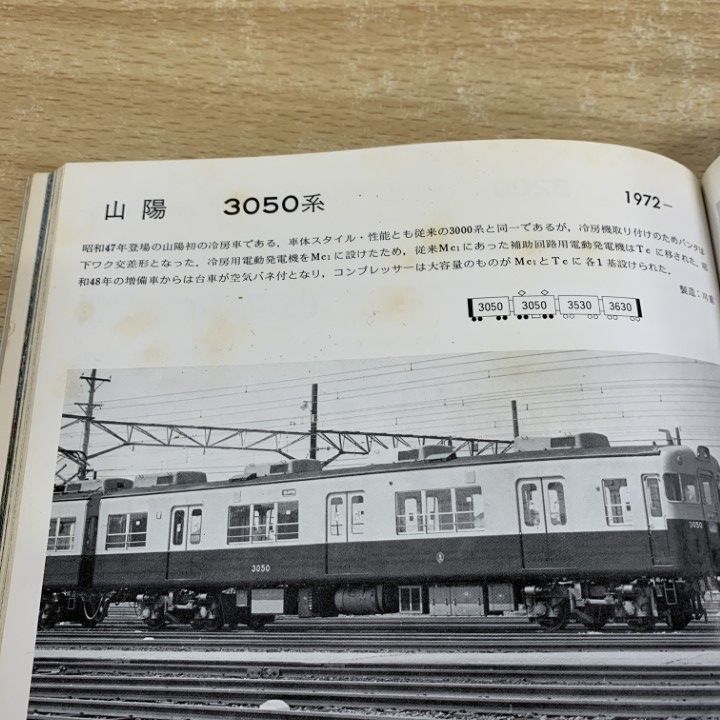 山陽 3050系 1972—
昭和47年登場の山陽初の冷房車である。車体スタイル・性能とも従来の3000系と同一であるが，冷房機取り付けのためパンタは
下ワク交差形となった。冷房用電動発電機をMc₁に設けたため，従来Mc₁にあった補助回路用電動発電機はTcに移された。昭
和48年の増備車からは台車が空気バネ付となり，コンプレッサーは大容量のものがMc₁とTcに各1基設けられた。
製造：川
3050 3050 3530 3630
3050
3050